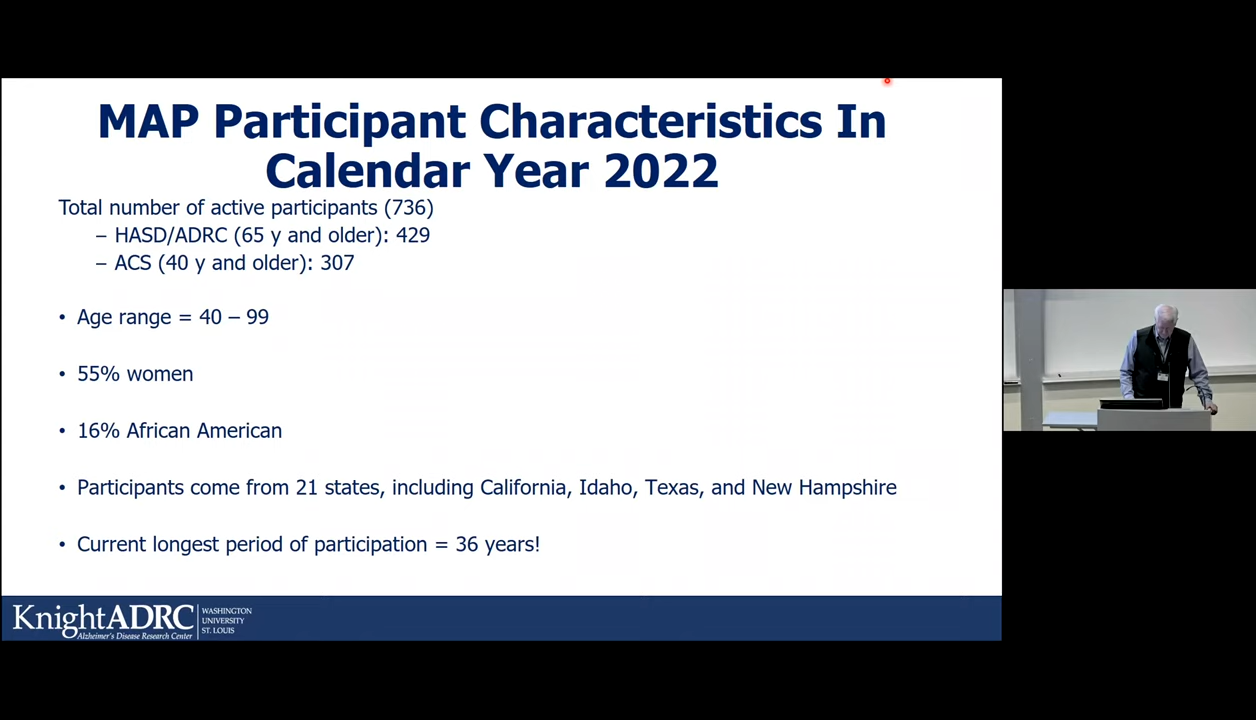 MAP Participant Characteristics In
Calendar Year 2022
Total number of active participants (736)
– HASD/ADRC (65 y and older): 429
– ACS (40 y and older): 307
• Age range = 40 – 99
• 55% women
• 16% African American
• Participants come from 21 states, including California, Idaho, Texas, and New Hampshire
• Current longest period of participation = 36 years!
KnightADRC
Alzheimer's Disease Research Center
WASHINGTON
UNIVERSITY
ST. LOUIS